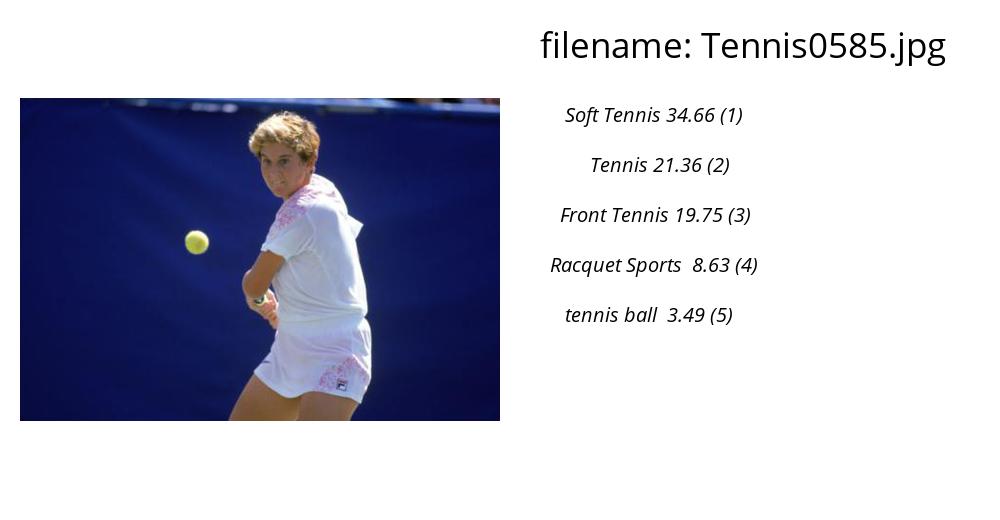 filename: Tennis0585.jpg
Soft Tennis 34.66 (1)
Tennis 21.36 (2)
Front Tennis 19.75 (3)
Racquet Sports 8.63 (4)
tennis ball 3.49 (5)